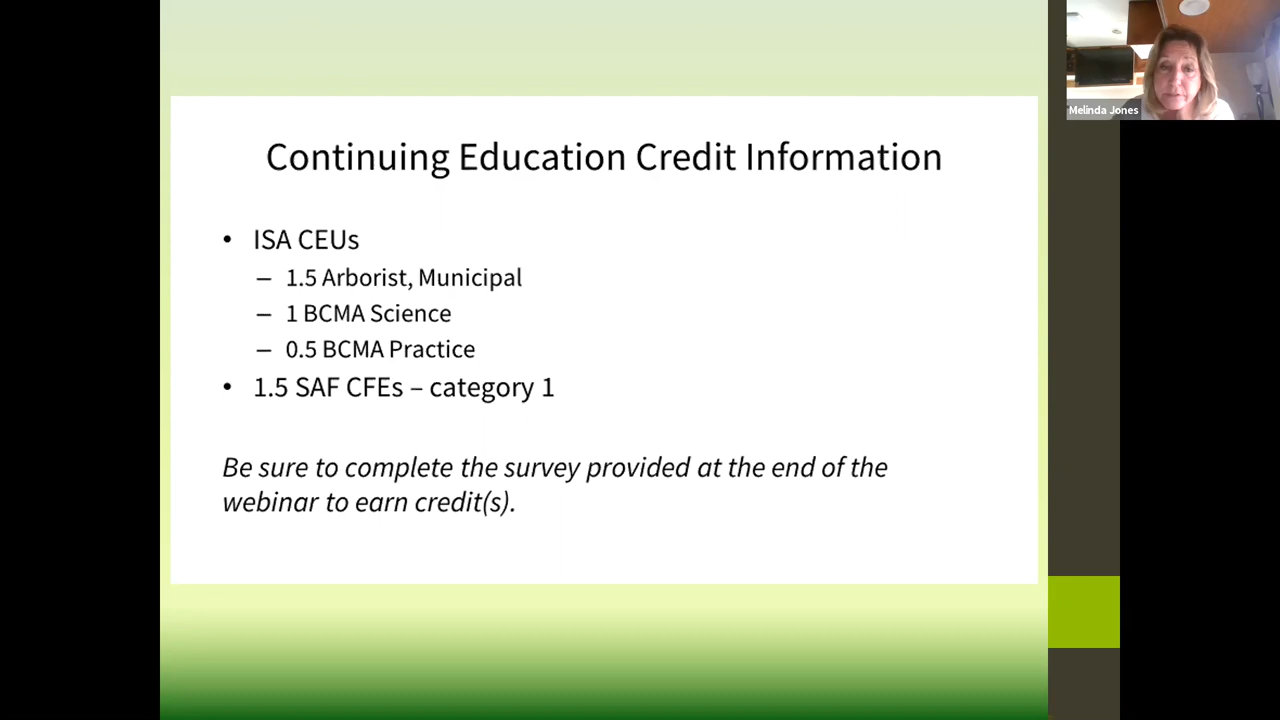 Continuing Education Credit Information
• ISA CEUs
– 1.5 Arborist, Municipal
– 1 BCMA Science
– 0.5 BCMA Practice
• 1.5 SAF CFEs – category 1
Be sure to complete the survey provided at the end of the
webinar to earn credit(s).
Melinda Jones